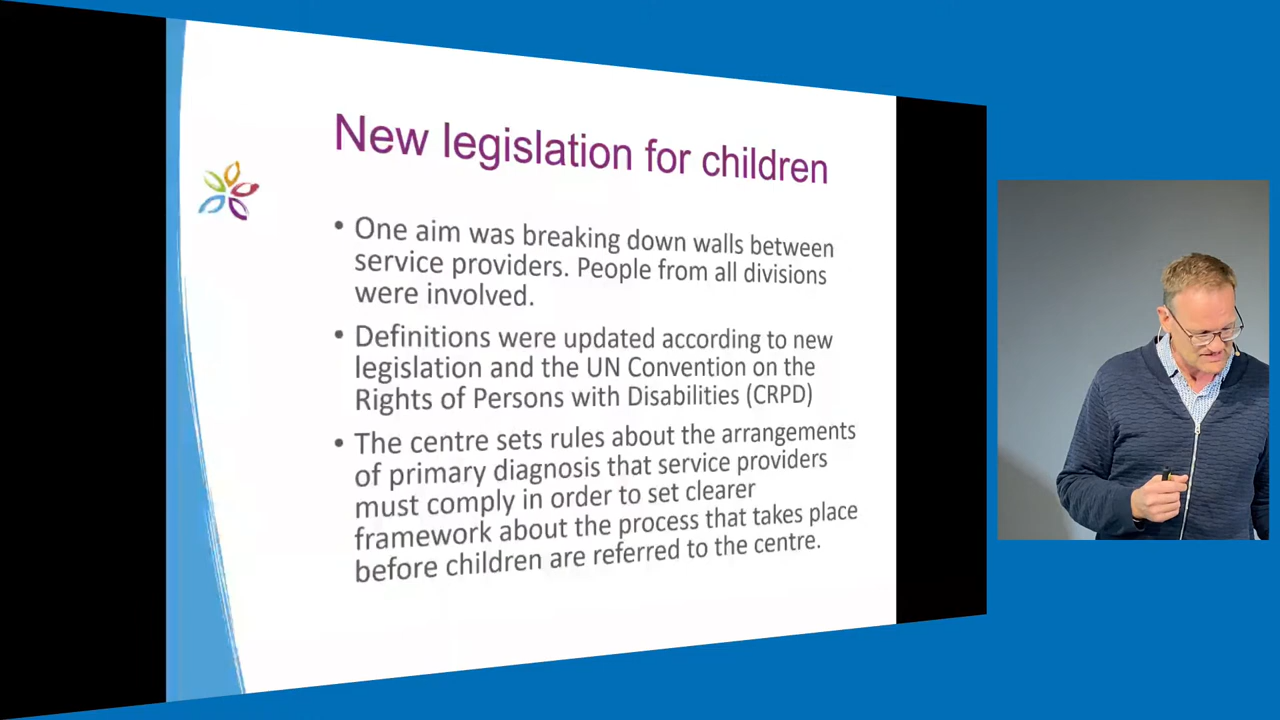 New legislation for children
• One aim was breaking down walls between
service providers. People from all divisions
were involved.
• Definitions were updated according to new
legislation and the UN Convention on the
Rights of Persons with Disabilities (CRPD)
• The centre sets rules about the arrangements
of primary diagnosis that service providers
must comply in order to set clearer
framework about the process that takes place
before children are referred to the centre.